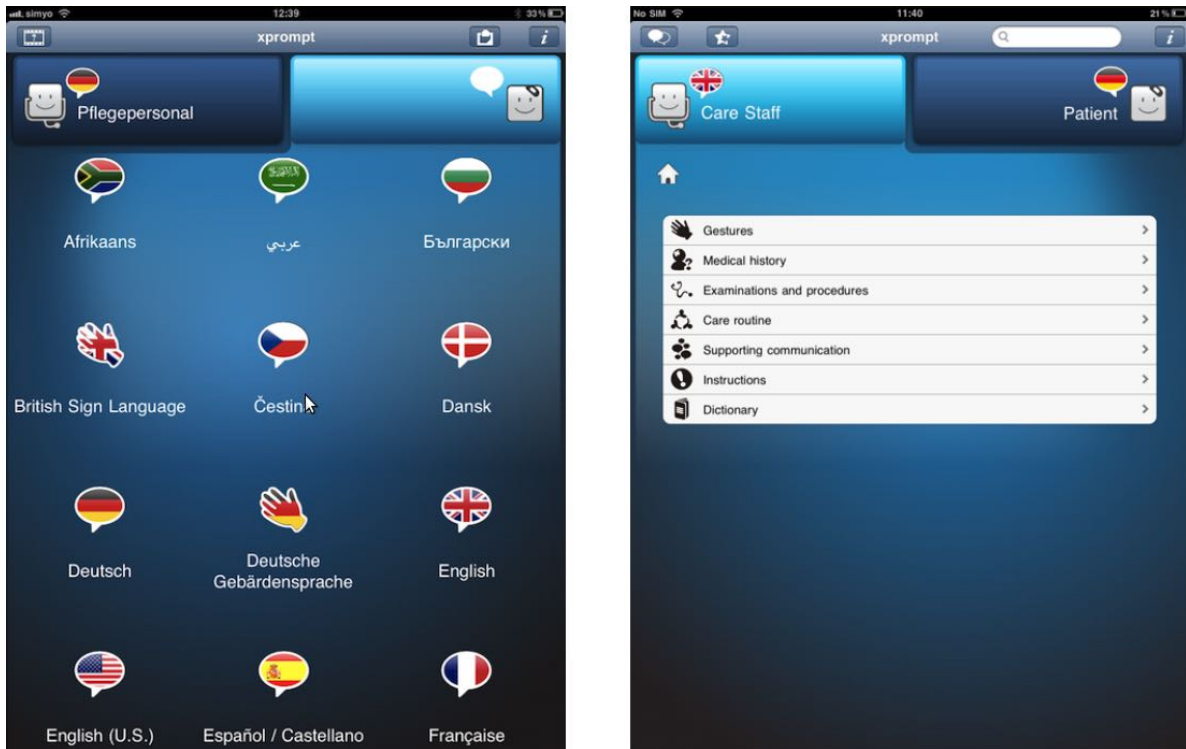 simyo 12:39 33%
xprompt
Pflegepersonal
Afrikaans عربي Български
British Sign Language Češtin Dansk
Deutsch Deutsche Gebärdensprache English
English (U.S.) Español / Castellano Française
No SIM 11:40 21%
xprompt
Care Staff Patient
Gestures
Medical history
Examinations and procedures
Care routine
Supporting communication
Instructions
Dictionary